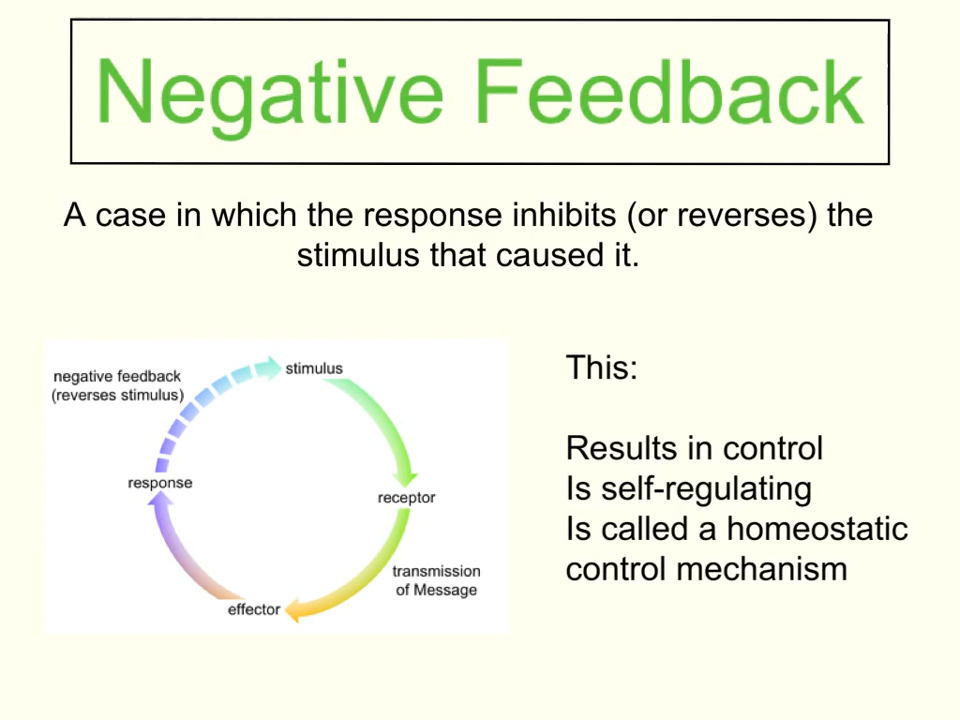 Negative Feedback
A case in which the response inhibits (or reverses) the
stimulus that caused it.
negative feedback
(reverses stimulus)
stimulus
response
receptor
transmission
of Message
effector
This:
Results in control
Is self-regulating
Is called a homeostatic
control mechanism